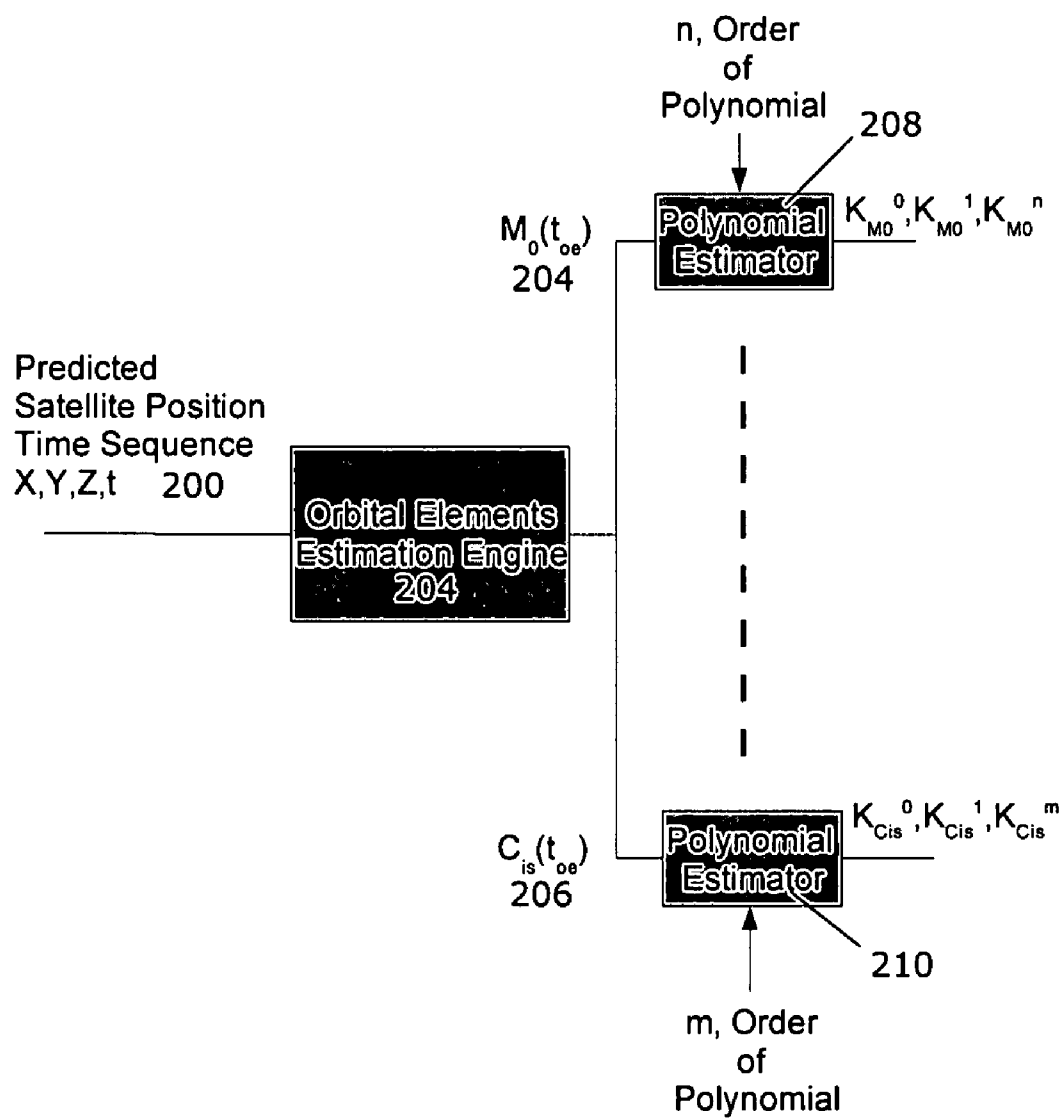 n, Order
of
Polynomial
208
Polynomial
Estimator
K_M0^0,K_M0^1,K_M0^n
M_0(t_oe)
204
Predicted
Satellite Position
Time Sequence
X,Y,Z,t 200
Orbital Elements
Estimation Engine
204
C_is(t_oe)
206
Polynomial
Estimator
K_Cis^0,K_Cis^1,K_Cis^m
210
m, Order
of
Polynomial